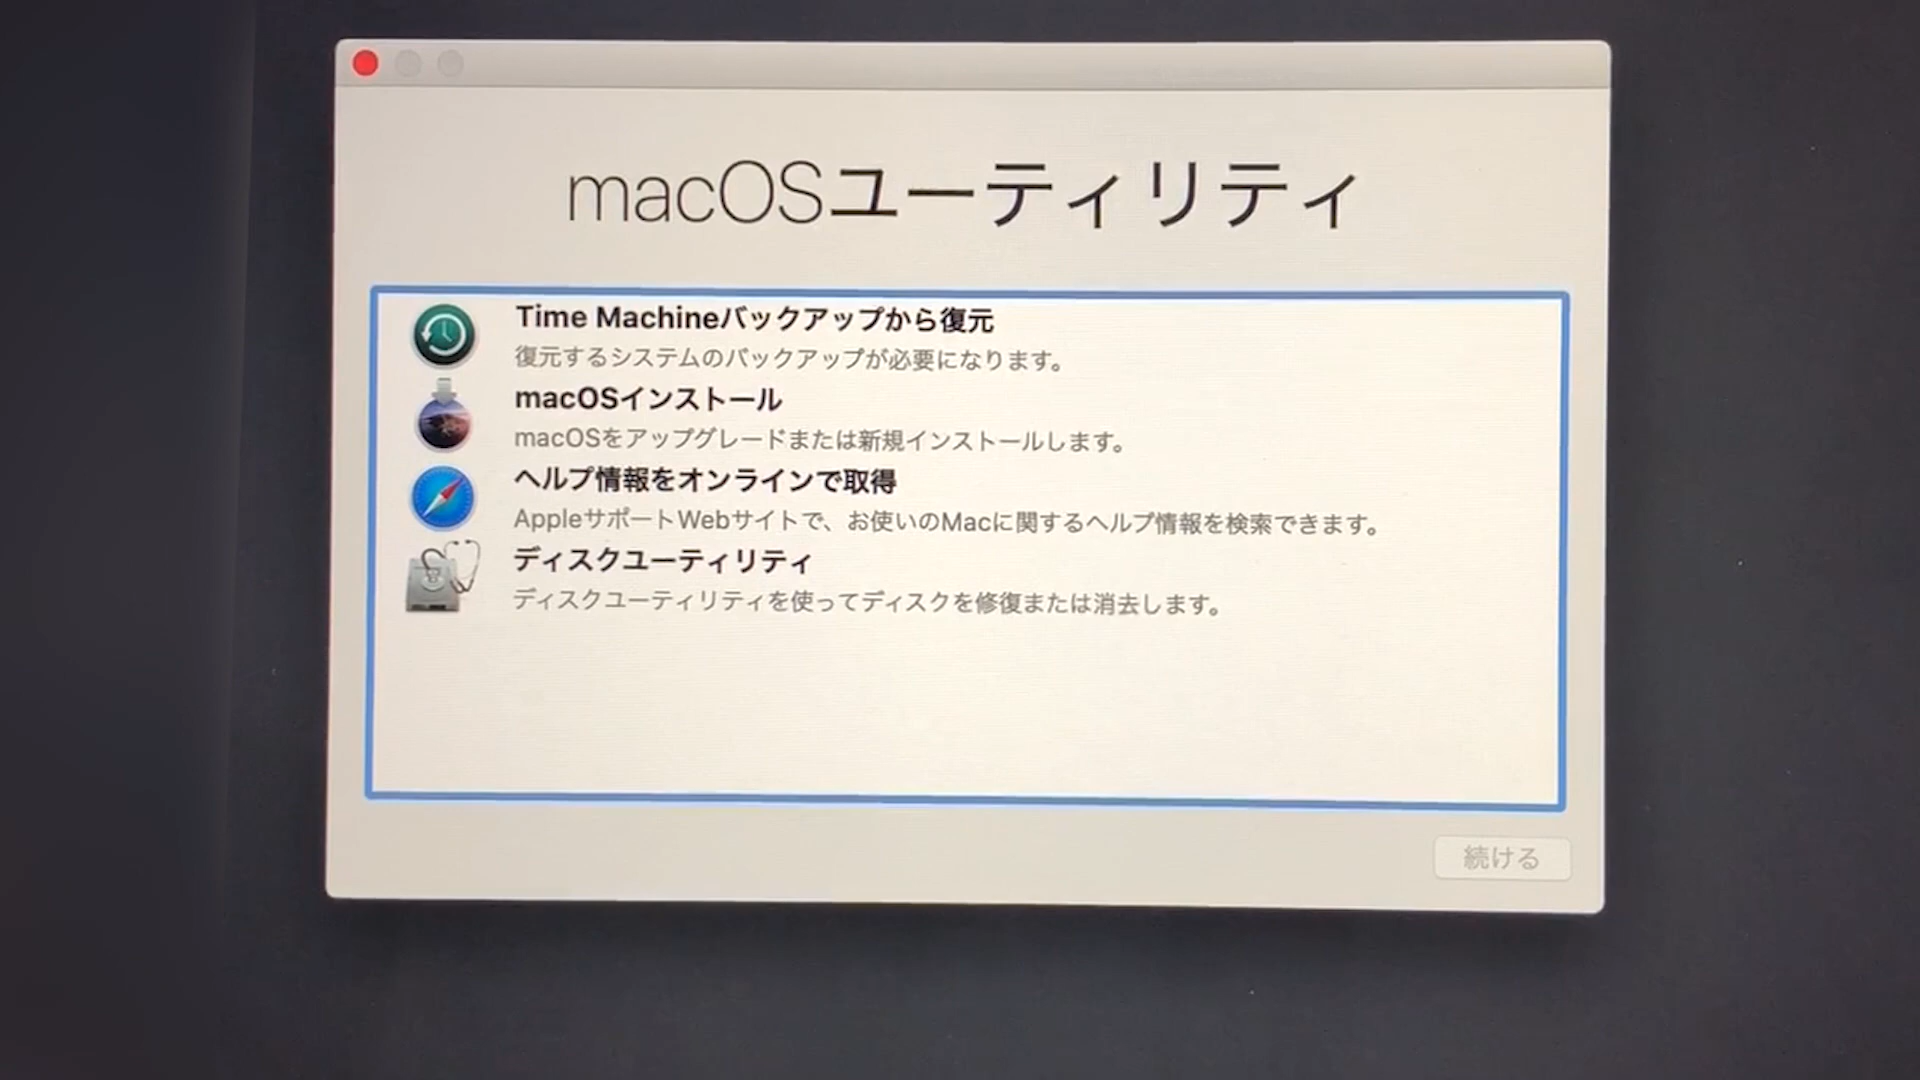 macOSユーティリティ
Time Machineバックアップから復元
復元するシステムのバックアップが必要になります。
macOSインストール
macOSをアップグレードまたは新規インストールします。
ヘルプ情報をオンラインで取得
AppleサポートWebサイトで、お使いのMacに関するヘルプ情報を検索できます。
ディスクユーティリティ
ディスクユーティリティを使ってディスクを修復または消去します。
続ける